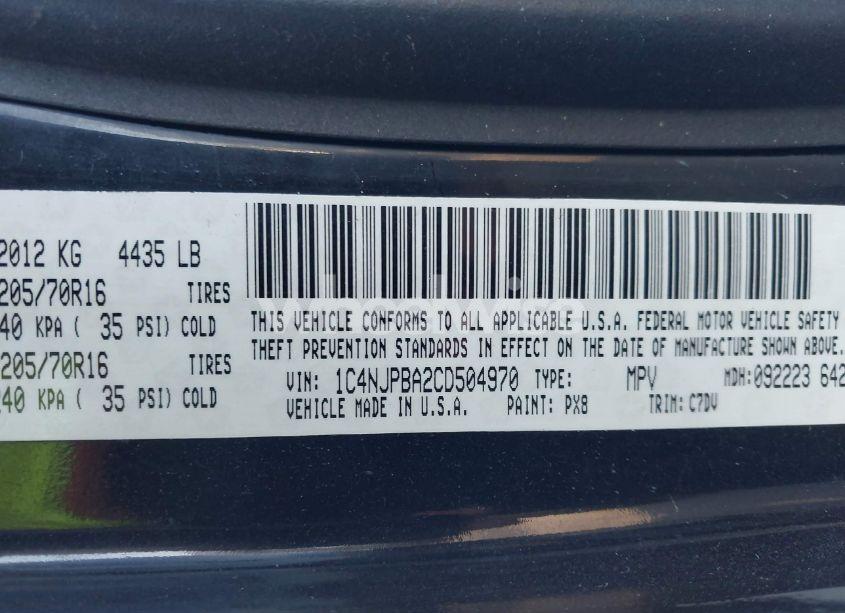 2012 KG 4435 LB
205/70R16 TIRES
40 KPA ( 35 PSI) COLD
205/70R16 TIRES
240 KPA ( 35 PSI) COLD
THIS VEHICLE CONFORMS TO ALL APPLICABLE U.S.A. FEDERAL MOTOR VEHICLE SAFETY
THEFT PREVENTION STANDARDS IN EFFECT ON THE DATE OF MANUFACTURE SHOWN ABOVE.
VIN: 1C4NJPBA2CD504970 TYPE: MPV MDH:092223 642
VEHICLE MADE IN U.S.A. PAINT: PX8 TRIM: C7DV